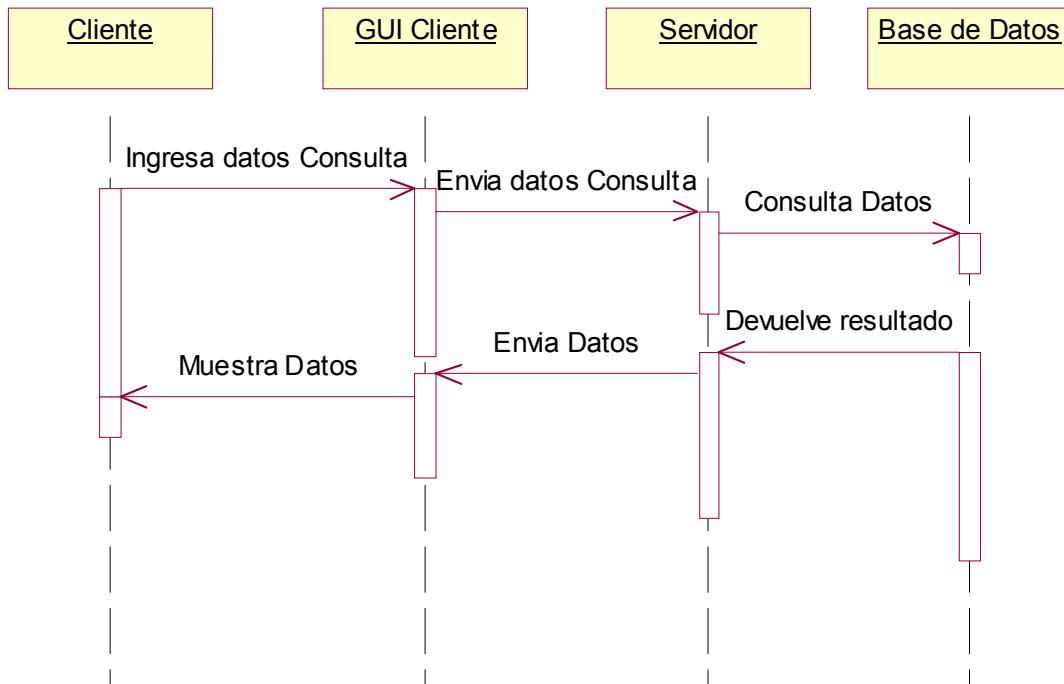 Cliente
GUI Cliente
Servidor
Base de Datos
Ingresa datos Consulta
Envia datos Consulta
Consulta Datos
Devuelve resultado
Envia Datos
Muestra Datos